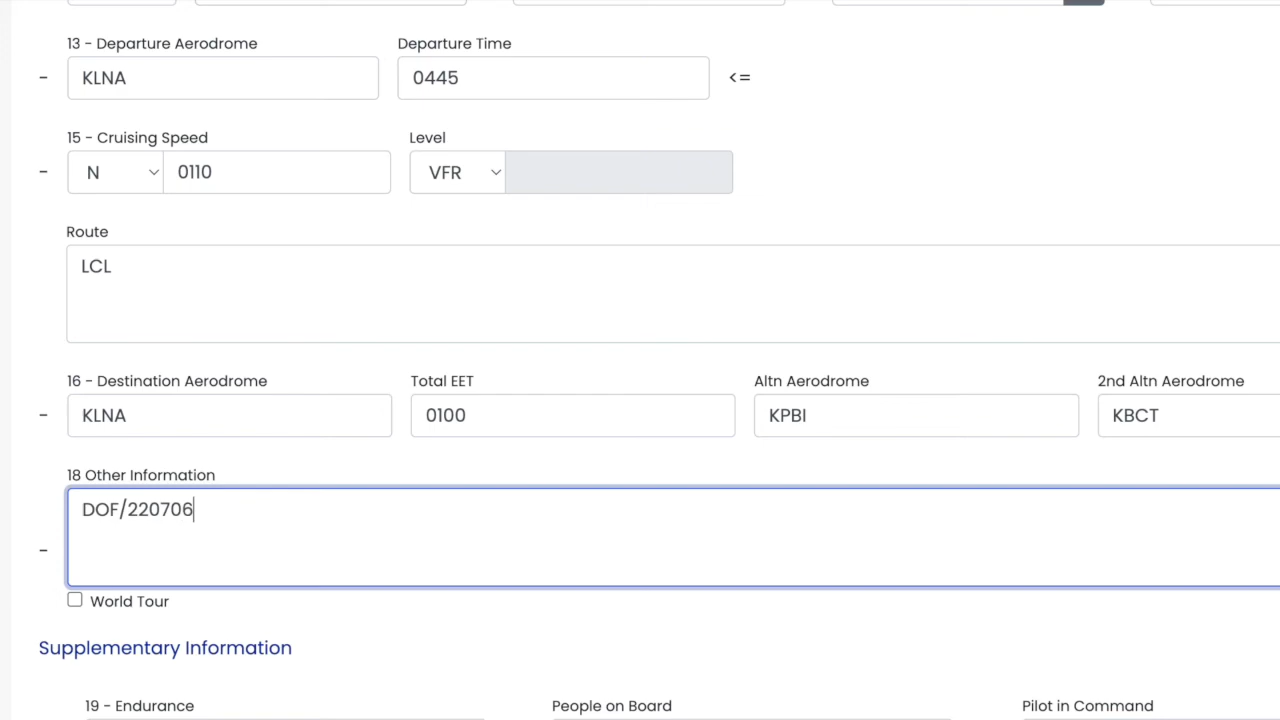 13 - Departure Aerodrome Departure Time
- KLNA 0445 <=
15 - Cruising Speed Level
- N 0110 VFR
Route
LCL
16 - Destination Aerodrome Total EET Altn Aerodrome 2nd Altn Aerodrome
- KLNA 0100 KPBI KBCT
18 Other Information
DOF/220706
-
World Tour
Supplementary Information
19 - Endurance People on Board Pilot in Command